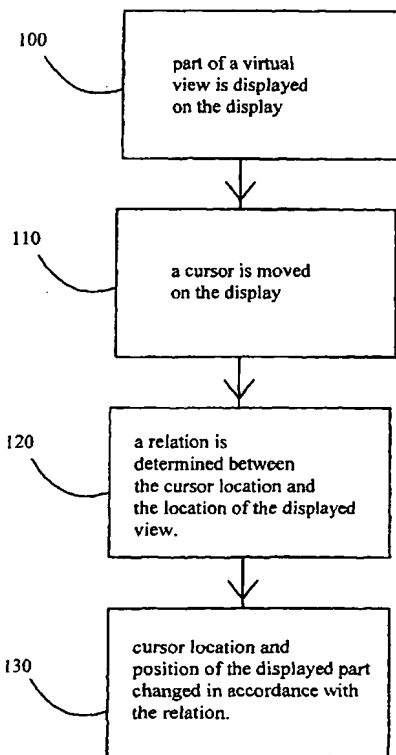 100
part of a virtual
view is displayed
on the display
110
a cursor is moved
on the display
120
a relation is
determined between
the cursor location and
the location of the displayed
view.
130
cursor location and
position of the displayed part
changed in accordance with
the relation.